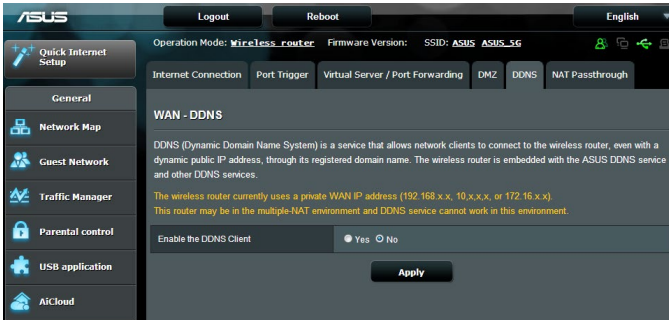 ASUS
Logout
Reboot
English
Quick Internet
Setup
Operation Mode: Wireless router Firmware Version: SSID: ASUS ASUS_5G
Internet Connection
Port Trigger
Virtual Server / Port Forwarding
DMZ
DDNS
NAT Passthrough
General
Network Map
Guest Network
Traffic Manager
Parental control
USB application
AiCloud
WAN - DDNS
DDNS (Dynamic Domain Name System) is a service that allows network clients to connect to the wireless router, even with a
dynamic public IP address, through its registered domain name. The wireless router is embedded with the ASUS DDNS service
and other DDNS services.
The wireless router currently uses a private WAN IP address (192.168.x.x, 10,x,x,x, or 172.16.x.x).
This router may be in the multiple-NAT environment and DDNS service cannot work in this environment.
Enable the DDNS Client
Yes No
Apply